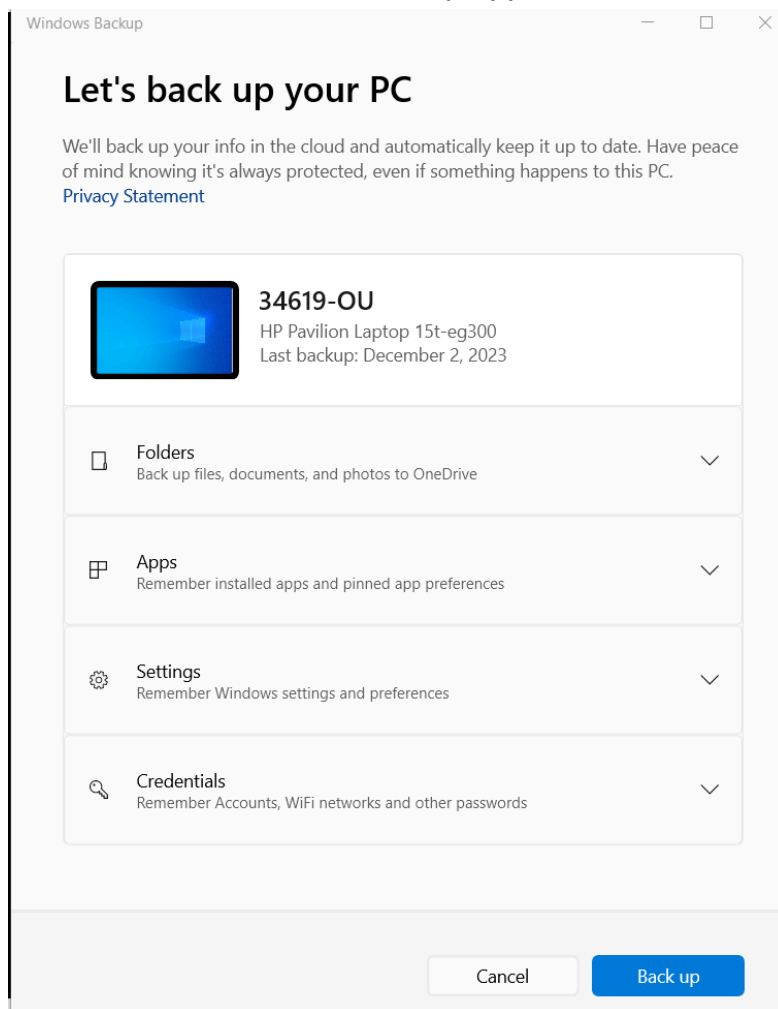 Windows Backup
Let's back up your PC
We'll back up your info in the cloud and automatically keep it up to date. Have peace
of mind knowing it's always protected, even if something happens to this PC.
Privacy Statement
34619-OU
HP Pavilion Laptop 15t-eg300
Last backup: December 2, 2023
Folders
Back up files, documents, and photos to OneDrive
Apps
Remember installed apps and pinned app preferences
Settings
Remember Windows settings and preferences
Credentials
Remember Accounts, WiFi networks and other passwords
Cancel
Back up